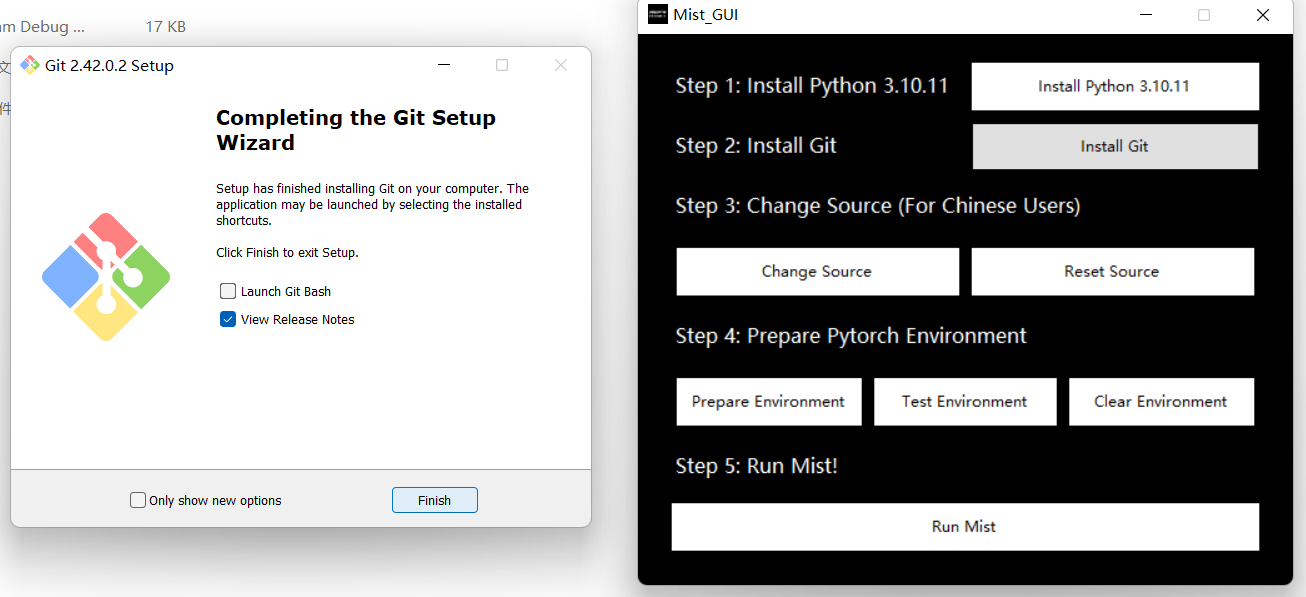 am Debug ...
17 KB
文
件
Git 2.42.0.2 Setup
Completing the Git Setup
Wizard
Setup has finished installing Git on your computer. The
application may be launched by selecting the installed
shortcuts.
Click Finish to exit Setup.
Launch Git Bash
View Release Notes
Only show new options
Finish
Mist_GUI
Step 1: Install Python 3.10.11
Install Python 3.10.11
Step 2: Install Git
Install Git
Step 3: Change Source (For Chinese Users)
Change Source
Reset Source
Step 4: Prepare Pytorch Environment
Prepare Environment
Test Environment
Clear Environment
Step 5: Run Mist!
Run Mist